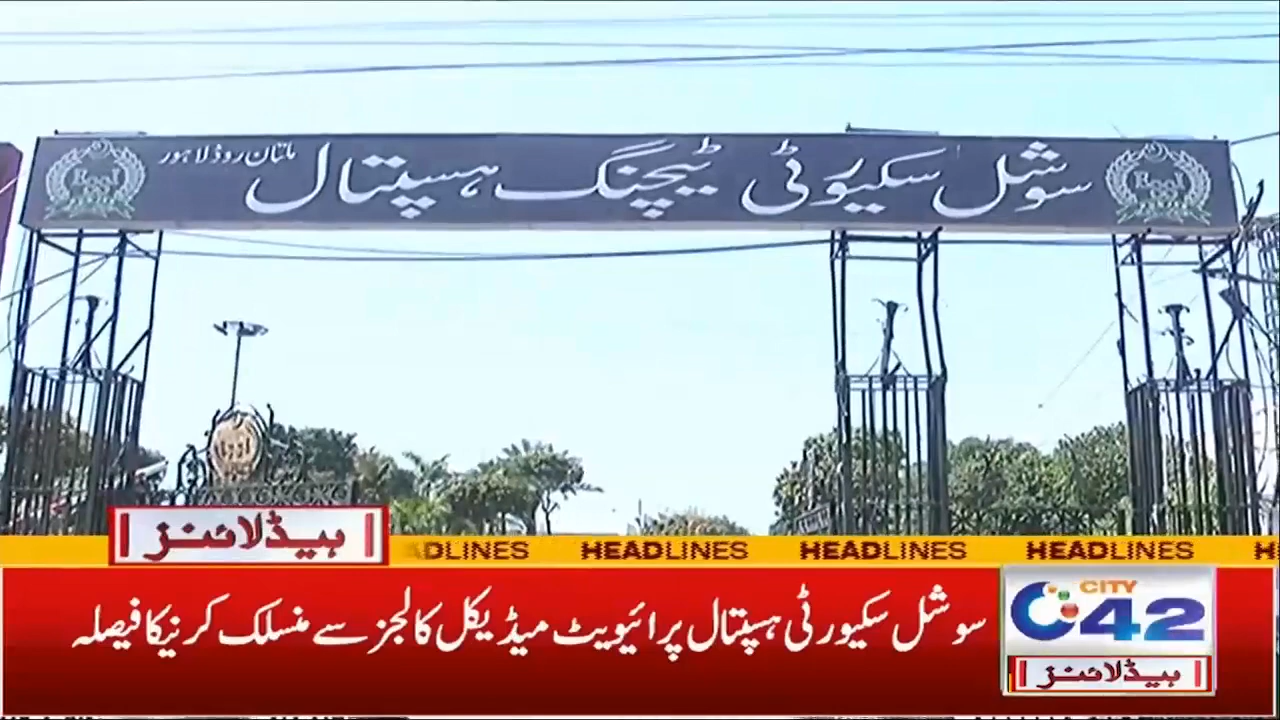 سوشل سکیورٹی ٹیچنگ ہسپتال ملتان روڈ لاہور
ہیڈلائنز
HEADLINES HEADLINES HEADLINES HEADLINES
سوشل سکیورٹی ہسپتال پرائیویٹ میڈیکل کالجز سے منسلک کرنیکا فیصلہ
CITY
42
ہیڈلائنز